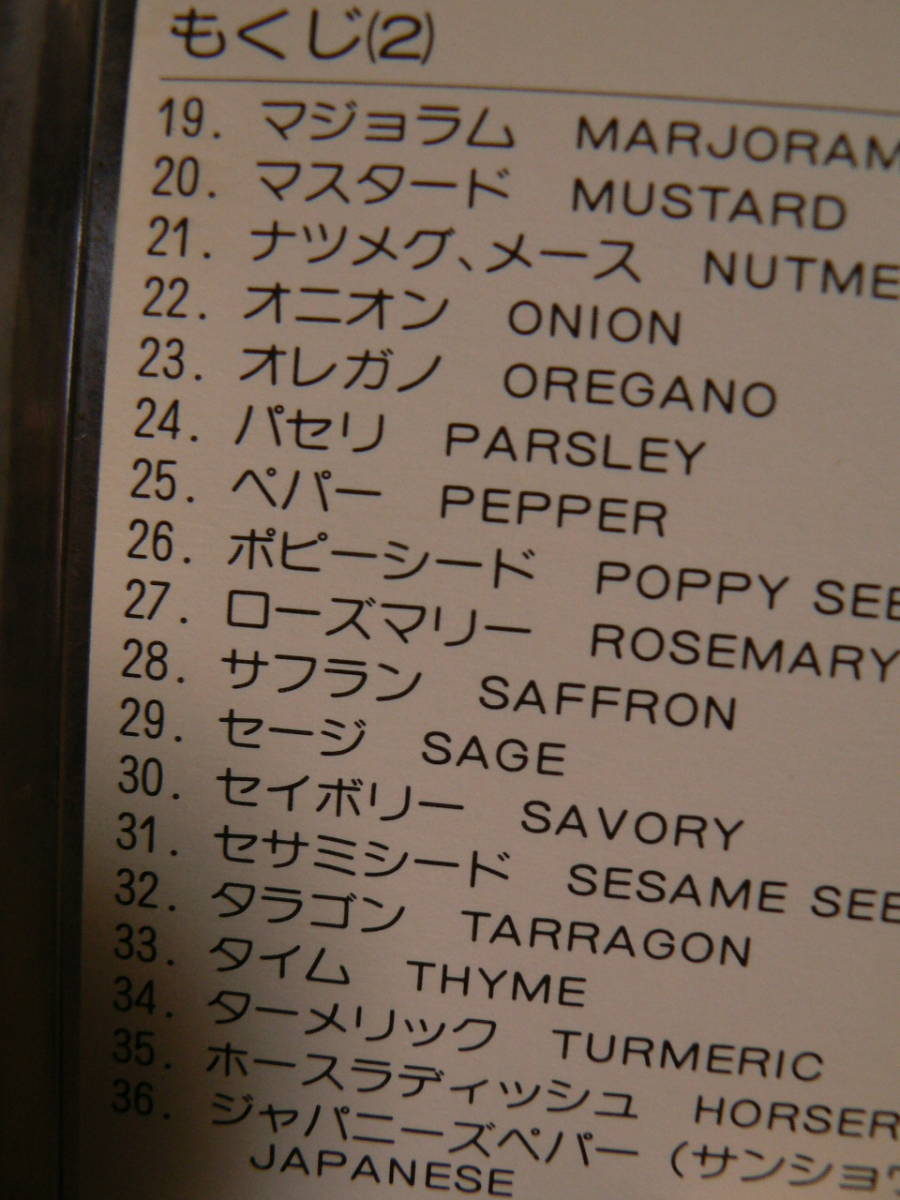 もくじ(2)
19. マジョラム MARJORAM
20. マスタード MUSTARD
21. ナツメグ、メース NUTME
22. オニオン ONION
23. オレガノ OREGANO
24. パセリ PARSLEY
25. ペパー PEPPER
26. ポピーシード POPPY SEE
27. ローズマリー ROSEMARY
28. サフラン SAFFRON
29. セージ SAGE
30. セイボリー SAVORY
31. セサミシード SESAME SEE
32. タラゴン TARRAGON
33. タイム THYME
34. ターメリック TURMERIC
35. ホースラディッシュ HORSER
36. ジャパニーズペパー (サンショウ
JAPANESE